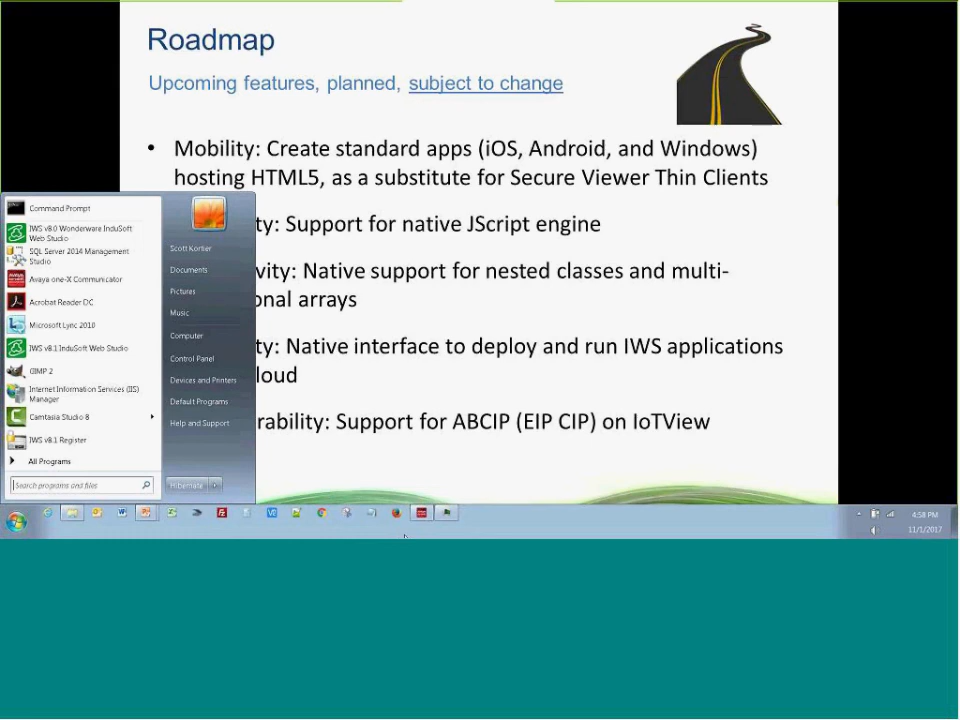 Roadmap
Upcoming features, planned, subject to change
• Mobility: Create standard apps (iOS, Android, and Windows)
hosting HTML5, as a substitute for Secure Viewer Thin Clients
ty: Support for native JScript engine
vity: Native support for nested classes and multi-
onal arrays
ty: Native interface to deploy and run IWS applications
loud
rability: Support for ABCIP (EIP CIP) on IoTView
Command Prompt
IWS v8.0 Wonderware InduSoft
Web Studio
SQL Server 2014 Management
Studio
Avaya one-X Communicator
Acrobat Reader DC
Microsoft Lync 2010
IWS v8.1 InduSoft Web Studio
GIMP 2
Internet Information Services (IIS)
Manager
Camtasia Studio 8
IWS v8.1 Register
All Programs
Search programs and files
Scott Kortier
Documents
Pictures
Music
Computer
Control Panel
Devices and Printers
Default Programs
Help and Support
Hibernate
4:58 PM
11/1/2017